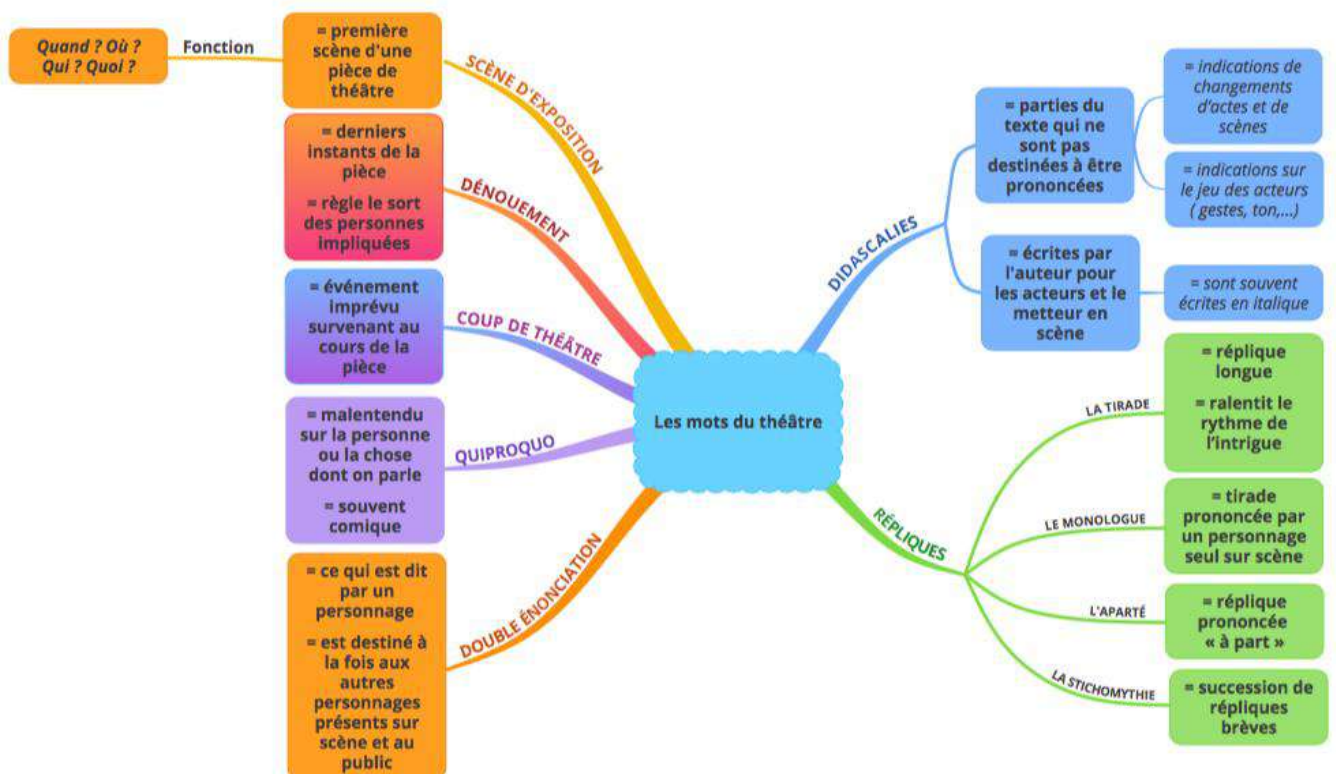 Les mots du théâtre
SCÈNE D'EXPOSITION
= première
scène d'une
pièce de
théâtre
Fonction
Quand ? Où ?
Qui ? Quoi ?
DÉNOUEMENT
= derniers
instants de la
pièce
= règle le sort
des personnes
impliquées
COUP DE THÉÂTRE
= événement
imprévu
survenant au
cours de la
pièce
QUIPROQUO
= malentendu
sur la personne
ou la chose
dont on parle
= souvent
comique
DOUBLE ÉNONCIATION
= ce qui est dit
par un
personnage
= est destiné à
la fois aux
autres
personnages
présents sur
scène et au
public
DIDASCALIES
= parties du
texte qui ne
sont pas
destinées à être
prononcées
= indications de
changements
d'actes et de
scènes
= indications sur
le jeu des acteurs
( gestes, ton,...)
= écrites par
l'auteur pour
les acteurs et le
metteur en
scène
= sont souvent
écrites en italique
RÉPLIQUES
LA TIRADE
= réplique
longue
= ralentit le
rythme de
l'intrigue
LE MONOLOGUE
= tirade
prononcée par
un personnage
seul sur scène
L'APARTÉ
= réplique
prononcée
« à part »
LA STICHOMYTHIE
= succession de
répliques
brèves